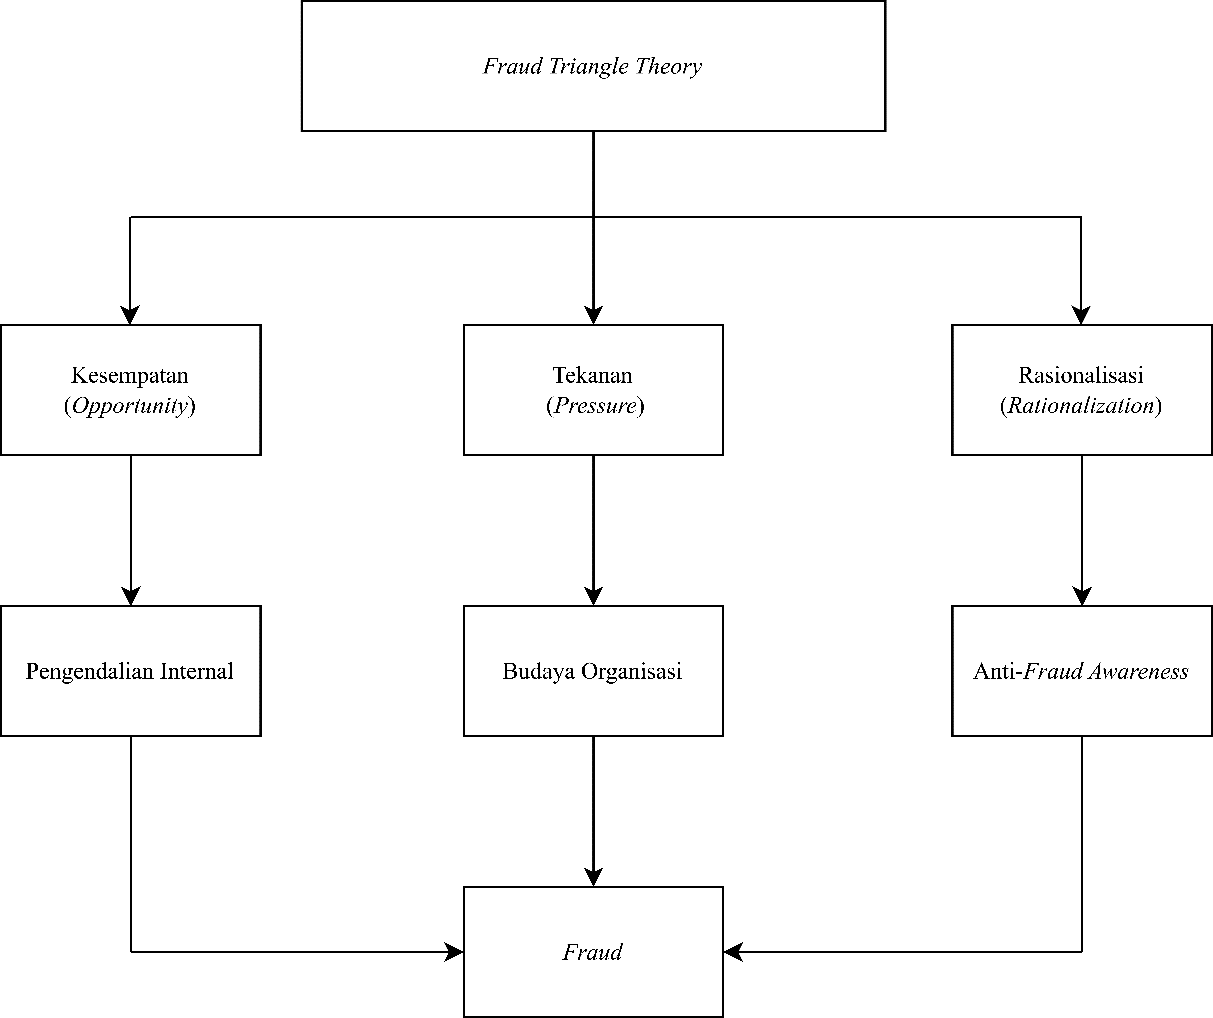 Fraud Triangle Theory
Kesempatan
(Opportunity)
Tekanan
(Pressure)
Rasionalisasi
(Rationalization)
Pengendalian Internal
Budaya Organisasi
Anti-Fraud Awareness
Fraud